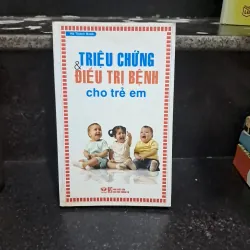 TRIỆU CHỨNG
& ĐIỀU TRỊ BỆNH
cho trẻ em